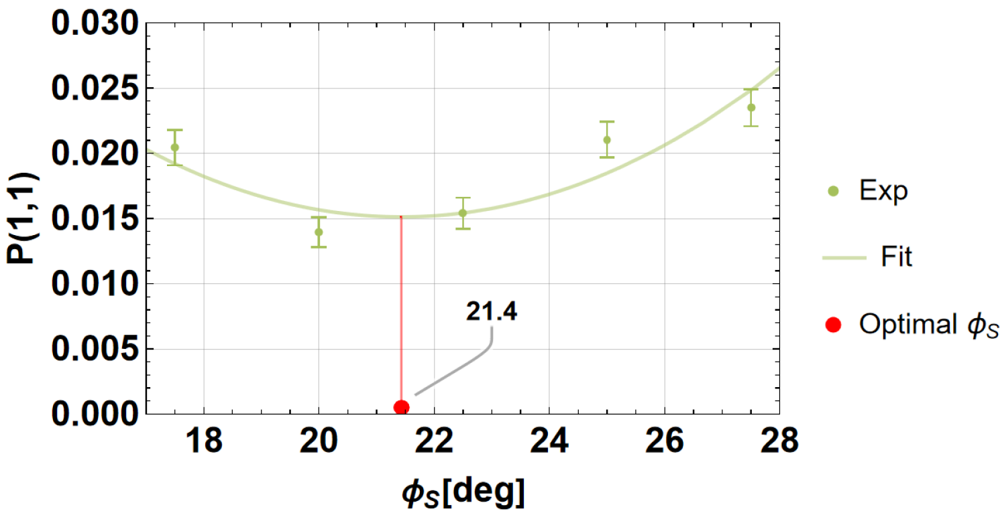 0.030
0.025
0.020
0.015
0.010
0.005
0.000
P(1,1)
21.4
18 20 22 24 26 28
ϕS[deg]
Exp
Fit
Optimal ϕS